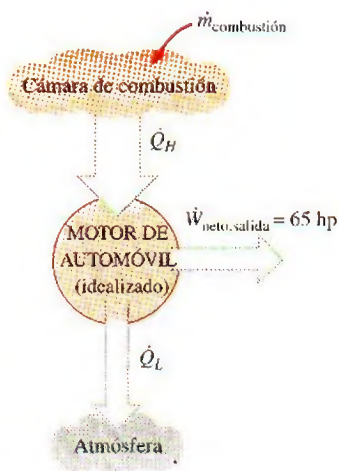 ṁcombustión
Cámara de combustión
Q̇H
Ẇneto,salida = 65 hp
MOTOR DE
AUTOMÓVIL
(idealizado)
Q̇L
Atmósfera